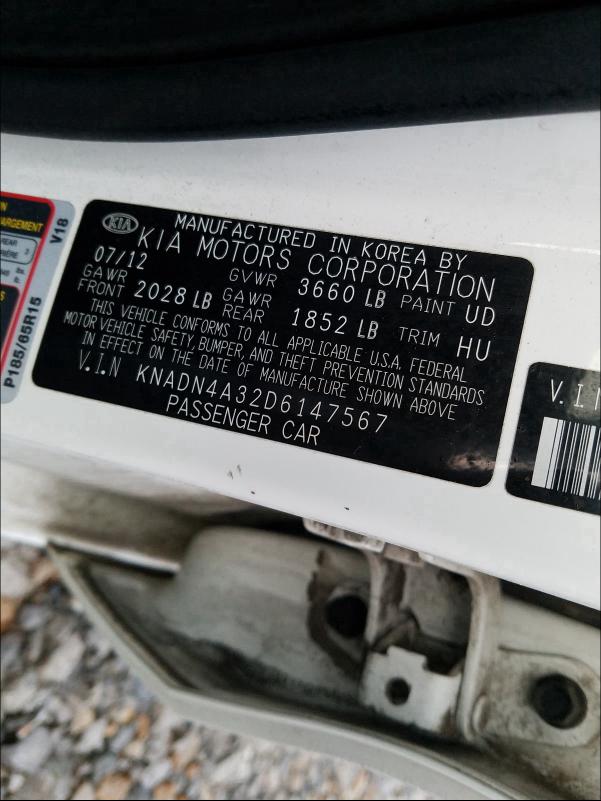 KIA
MANUFACTURED IN KOREA BY
KIA MOTORS CORPORATION
07/12 GVWR 3660 LB PAINT UD
GAWR FRONT 2028 LB GAWR REAR 1852 LB TRIM HU
THIS VEHICLE CONFORMS TO ALL APPLICABLE U.S.A. FEDERAL
MOTOR VEHICLE SAFETY, BUMPER, AND THEFT PREVENTION STANDARDS
IN EFFECT ON THE DATE OF MANUFACTURE SHOWN ABOVE
V.I.N KNADN4A32D6147567
PASSENGER CAR
V18
P185/65R15
REAR
V.I